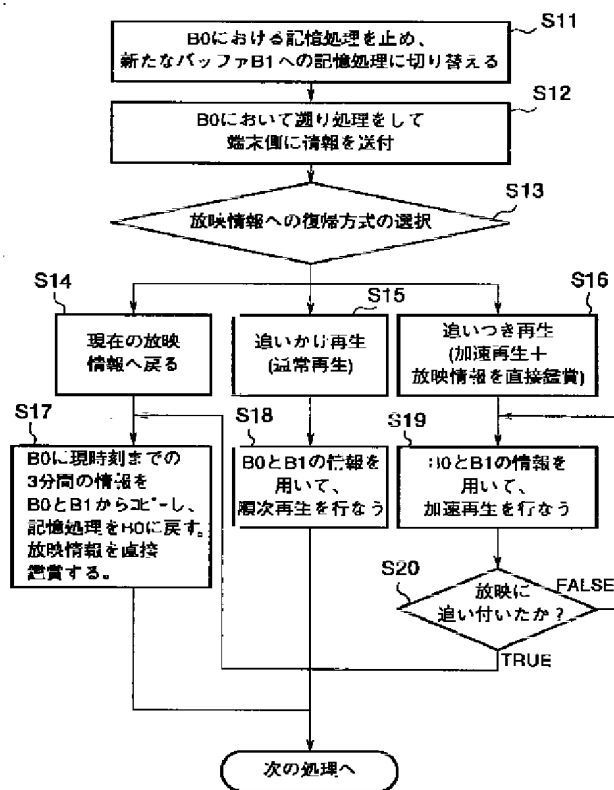 S11
B0における記憶処理を止め、
新たなバッファB1への記憶処理に切り替える
S12
B0において遡り処理をして
端末側に情報を送付
S13
放映情報への復帰方式の選択
S14
現在の放映
情報へ戻る
S15
追いかけ再生
(通常再生)
S16
追いつき再生
(加速再生＋
放映情報を直接鑑賞)
S17
B0に現時刻までの
3分間の情報を
B0とB1からコピーし、
記憶処理をB0に戻す。
放映情報を直接
鑑賞する。
S18
B0とB1の情報を
用いて、
順次再生を行なう
S19
B0とB1の情報を
用いて、
加速再生を行なう
S20
放映に
追い付いたか？
FALSE
TRUE
次の処理へ